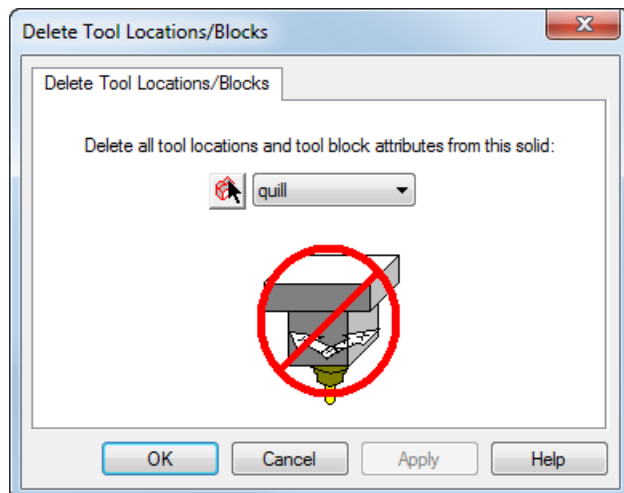 Delete Tool Locations/Blocks
Delete Tool Locations/Blocks
Delete all tool locations and tool block attributes from this solid:
quill
OK Cancel Apply Help